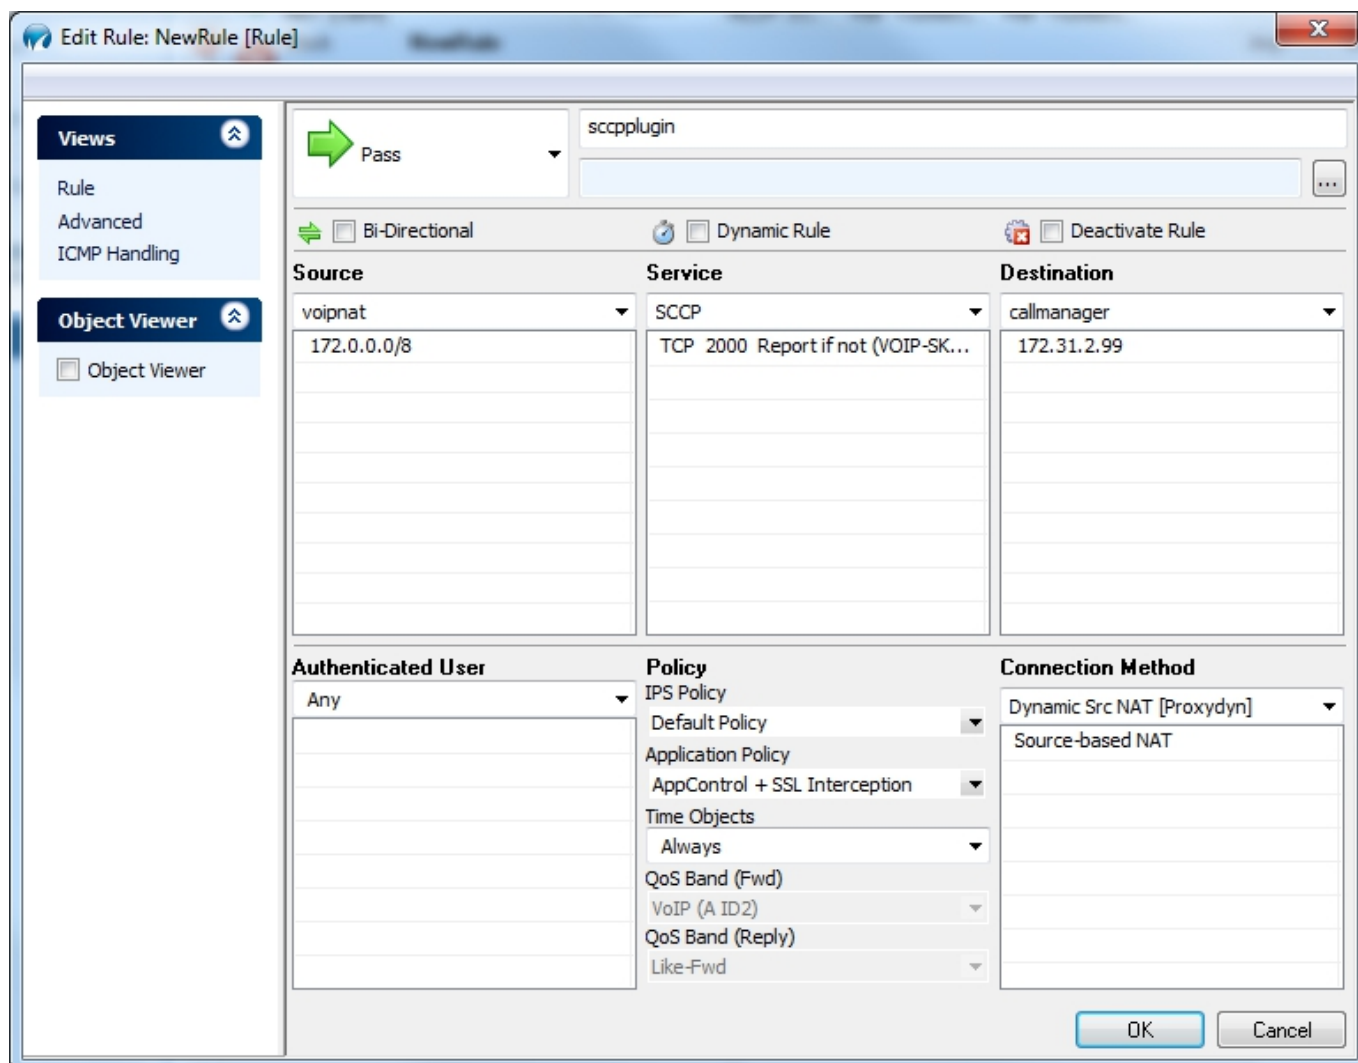 Edit Rule: NewRule [Rule]
Views
Rule
Advanced
ICMP Handling
Object Viewer
Object Viewer
Pass
sccpplugin
...
Bi-Directional
Dynamic Rule
Deactivate Rule
Source
Service
Destination
voipnat
SCCP
callmanager
172.0.0.0/8
TCP 2000 Report if not (VOIP-SK...
172.31.2.99
Authenticated User
Policy
Connection Method
Any
IPS Policy
Default Policy
Application Policy
AppControl + SSL Interception
Time Objects
Always
QoS Band (Fwd)
VoIP (A ID2)
QoS Band (Reply)
Like-Fwd
Dynamic Src NAT [Proxydyn]
Source-based NAT
OK
Cancel